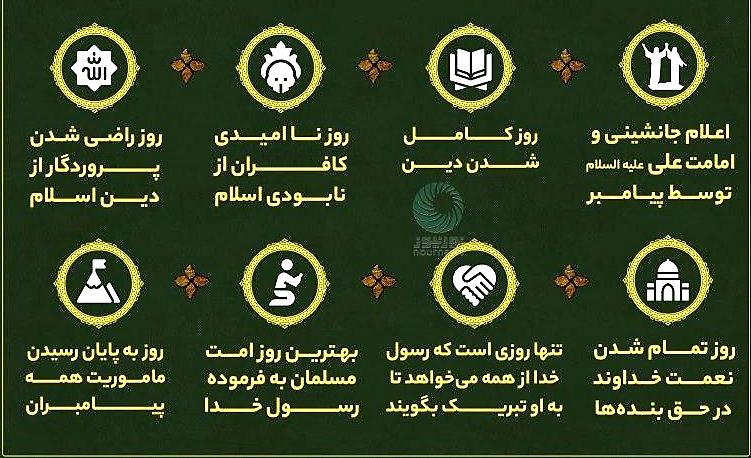 اعلام جانشینی و
امامت علی علیه السلام
توسط پیامبر
روز کامل
شدن دین
روز نا امیدی
کافران از
نابودی اسلام
روز راضی شدن
پروردگار از
دین اسلام
روز تمام شدن
نعمت خداوند
در حق بنده‌ها
تنها روزی است که رسول
خدا از همه می‌خواهد تا
به او تبریک بگویند
بهترین روز امت
مسلمان به فرموده
رسول خدا
روز به پایان رسیدن
ماموریت همه
پیامبران
الله
نورنیوز